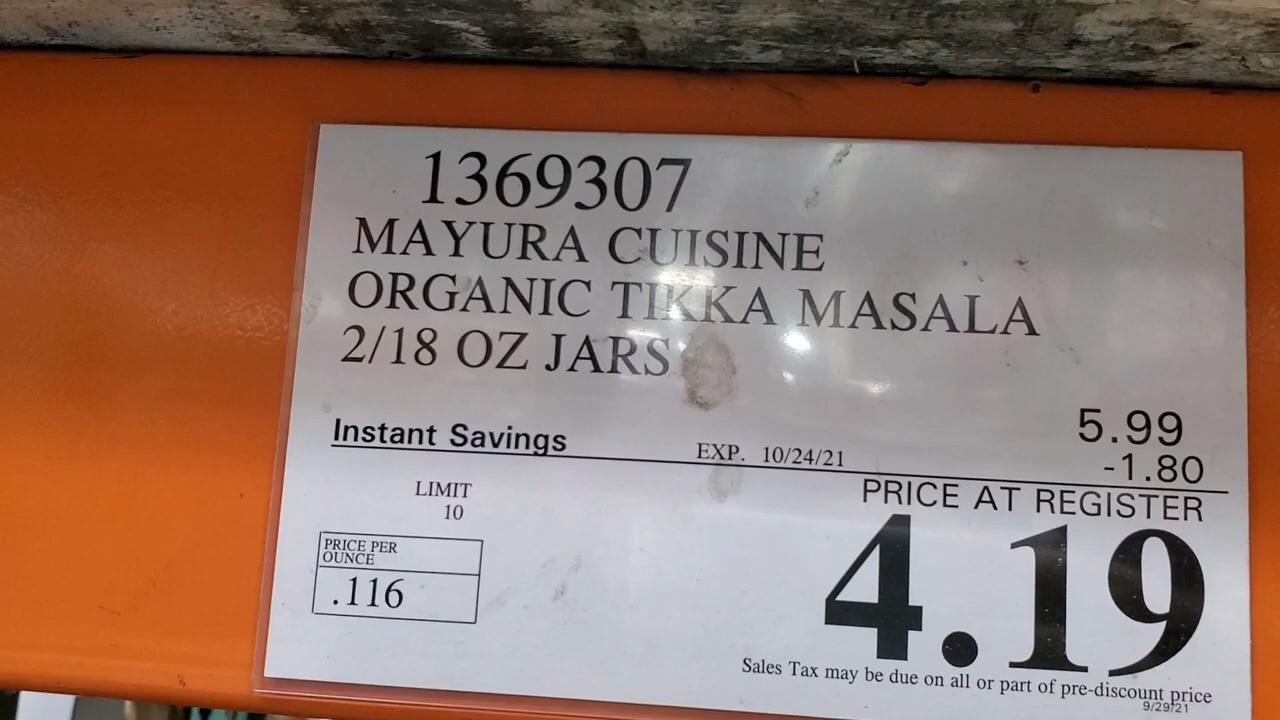 1369307
MAYURA CUISINE
ORGANIC TIKKA MASALA
2/18 OZ JARS
5.99
Instant Savings EXP. 10/24/21 -1.80
LIMIT
10
PRICE AT REGISTER
4.19
PRICE PER
OUNCE
.116
Sales Tax may be due on all or part of pre-discount price
9/29/21